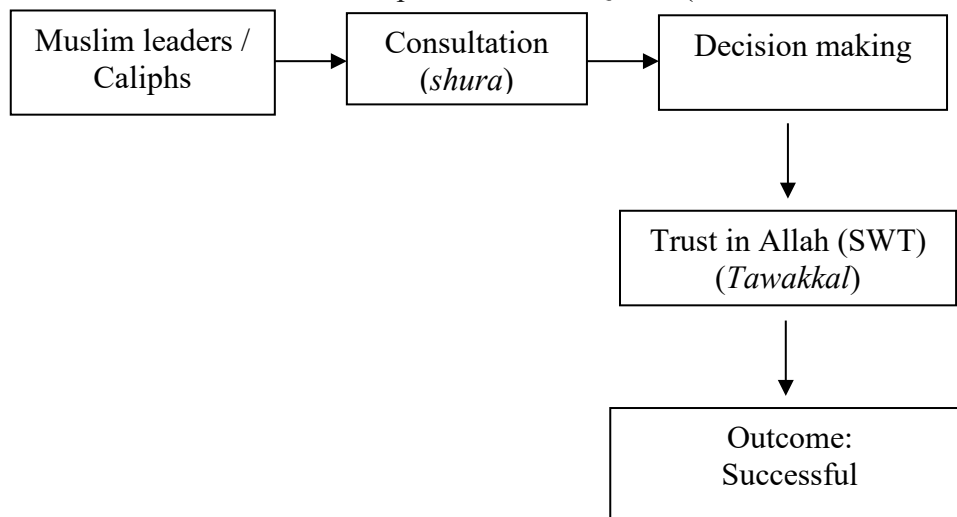 Muslim leaders /
Caliphs
Consultation
(shura)
Decision making
Trust in Allah (SWT)
(Tawakkal)
Outcome:
Successful